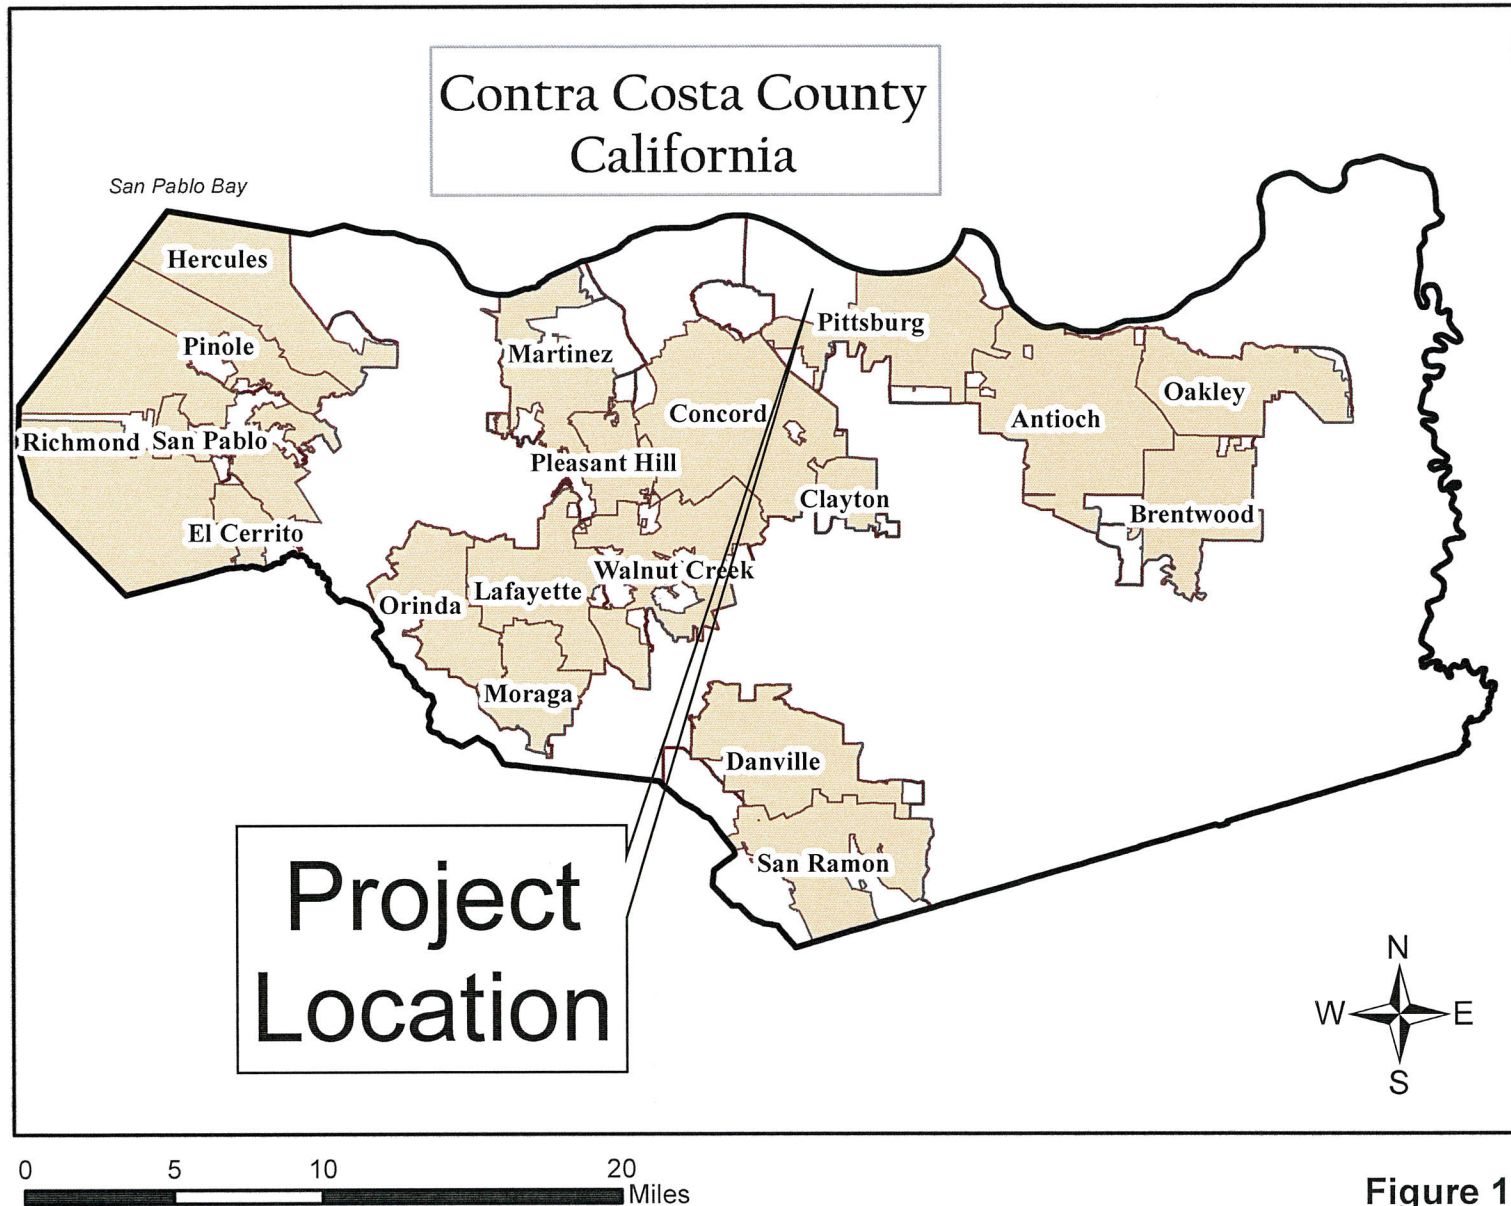 Contra Costa County
California
San Pablo Bay
Hercules
Pinole
Martinez
Pittsburg
Richmond
San Pablo
Concord
Oakley
Antioch
Pleasant Hill
Clayton
Brentwood
El Cerrito
Walnut Creek
Lafayette
Orinda
Moraga
Danville
San Ramon
Project
Location
N
W
E
S
0
5
10
20
Miles
Figure 1